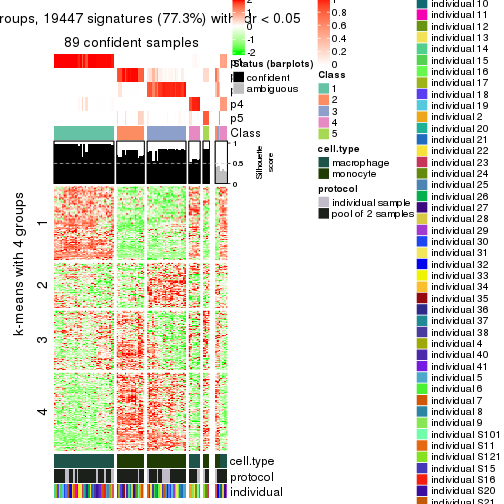 roups, 19447 signatures (77.3%) with
dr < 0.05
89 confident samples
2
1
0
-1
-2
0.8
0.6
0.4
0.2
0
Status (barplots)
confident
ambiguous
p4
p5
Class
1
0.5
0
Silhouette
score
Class
1
2
3
4
5
cell.type
macrophage
monocyte
protocol
individual sample
pool of 2 samples
k-means with 4 groups
1
2
3
4
cell.type
protocol
individual
individual 10
individual 11
individual 12
individual 13
individual 14
individual 15
individual 16
individual 17
individual 18
individual 19
individual 2
individual 20
individual 21
individual 22
individual 23
individual 24
individual 25
individual 26
individual 27
individual 28
individual 29
individual 30
individual 31
individual 32
individual 33
individual 34
individual 35
individual 36
individual 37
individual 38
individual 4
individual 40
individual 41
individual 5
individual 6
individual 7
individual 8
individual 9
individual S101
individual S11
individual S121
individual S15
individual S16
individual S20
individual S21